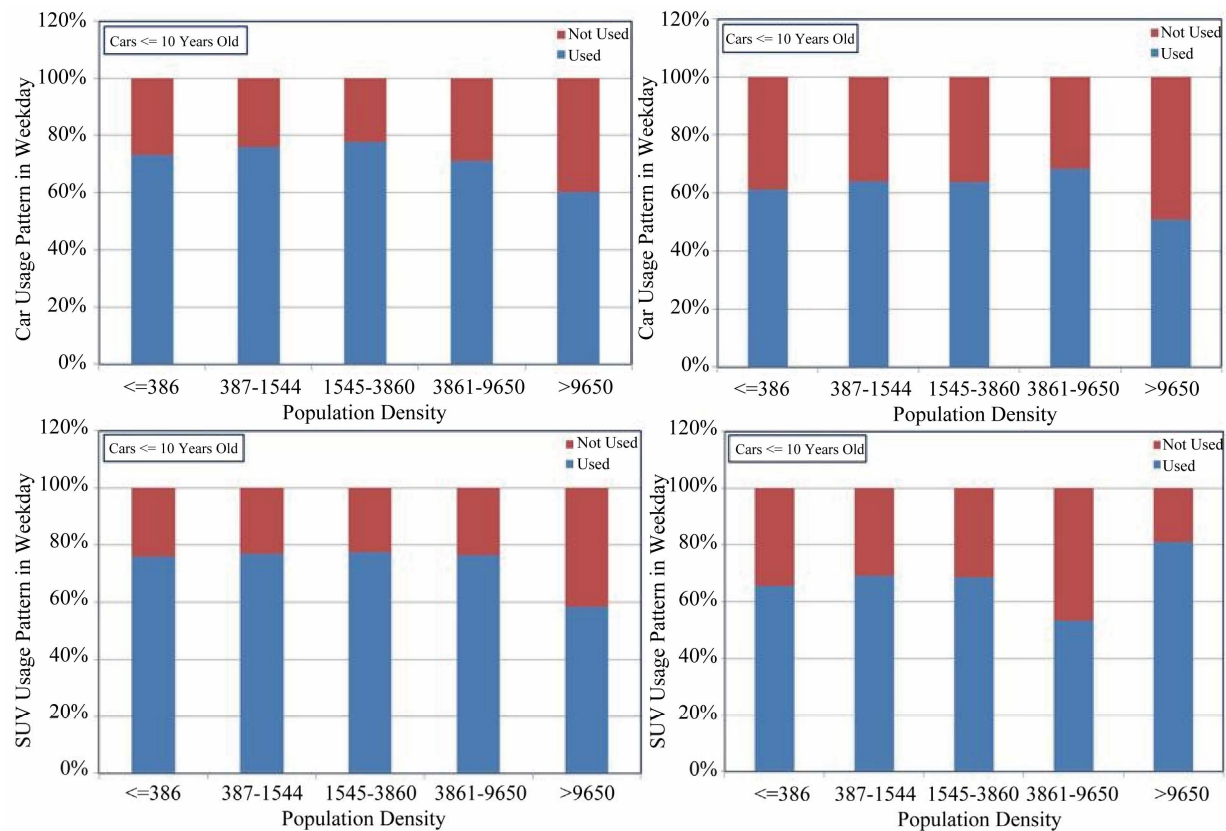 Car Usage Pattern in Weekday
120%
100%
80%
60%
40%
20%
0%
Cars <= 10 Years Old
Not Used
Used
<=386 387-1544 1545-3860 3861-9650 >9650
Population Density
Car Usage Pattern in Weekday
120%
100%
80%
60%
40%
20%
0%
Cars <= 10 Years Old
Not Used
Used
<=386 387-1544 1545-3860 3861-9650 >9650
Population Density
SUV Usage Pattern in Weekday
120%
100%
80%
60%
40%
20%
0%
Cars <= 10 Years Old
Not Used
Used
<=386 387-1544 1545-3860 3861-9650 >9650
Population Density
SUV Usage Pattern in Weekday
120%
100%
80%
60%
40%
20%
0%
Cars <= 10 Years Old
Not Used
Used
<=386 387-1544 1545-3860 3861-9650 >9650
Population Density